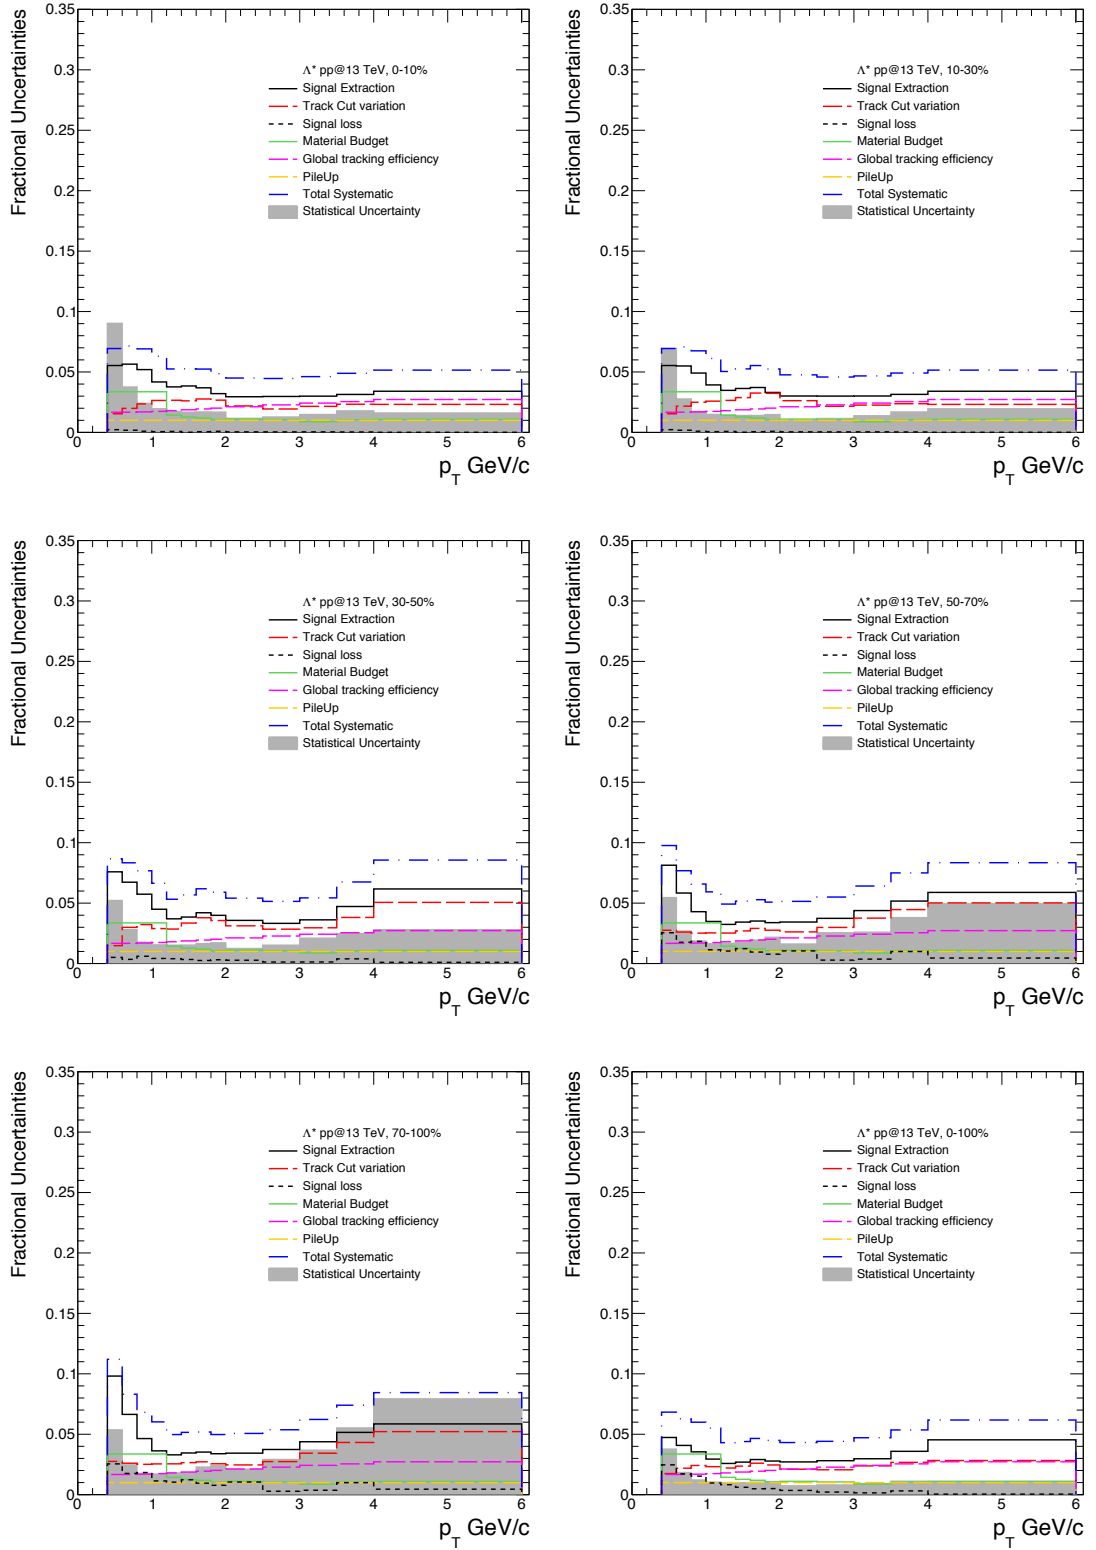 0.35
0.3
0.25
0.2
0.15
0.1
0.05
0
Fractional Uncertainties
Λ* pp@13 TeV, 0-10%
Signal Extraction
Track Cut variation
Signal loss
Material Budget
Global tracking efficiency
PileUp
Total Systematic
Statistical Uncertainty
0 1 2 3 4 5 6
p_T GeV/c
0.35
0.3
0.25
0.2
0.15
0.1
0.05
0
Fractional Uncertainties
Λ* pp@13 TeV, 10-30%
Signal Extraction
Track Cut variation
Signal loss
Material Budget
Global tracking efficiency
PileUp
Total Systematic
Statistical Uncertainty
0 1 2 3 4 5 6
p_T GeV/c
0.35
0.3
0.25
0.2
0.15
0.1
0.05
0
Fractional Uncertainties
Λ* pp@13 TeV, 30-50%
Signal Extraction
Track Cut variation
Signal loss
Material Budget
Global tracking efficiency
PileUp
Total Systematic
Statistical Uncertainty
0 1 2 3 4 5 6
p_T GeV/c
0.35
0.3
0.25
0.2
0.15
0.1
0.05
0
Fractional Uncertainties
Λ* pp@13 TeV, 50-70%
Signal Extraction
Track Cut variation
Signal loss
Material Budget
Global tracking efficiency
PileUp
Total Systematic
Statistical Uncertainty
0 1 2 3 4 5 6
p_T GeV/c
0.35
0.3
0.25
0.2
0.15
0.1
0.05
0
Fractional Uncertainties
Λ* pp@13 TeV, 70-100%
Signal Extraction
Track Cut variation
Signal loss
Material Budget
Global tracking efficiency
PileUp
Total Systematic
Statistical Uncertainty
0 1 2 3 4 5 6
p_T GeV/c
0.35
0.3
0.25
0.2
0.15
0.1
0.05
0
Fractional Uncertainties
Λ* pp@13 TeV, 0-100%
Signal Extraction
Track Cut variation
Signal loss
Material Budget
Global tracking efficiency
PileUp
Total Systematic
Statistical Uncertainty
0 1 2 3 4 5 6
p_T GeV/c